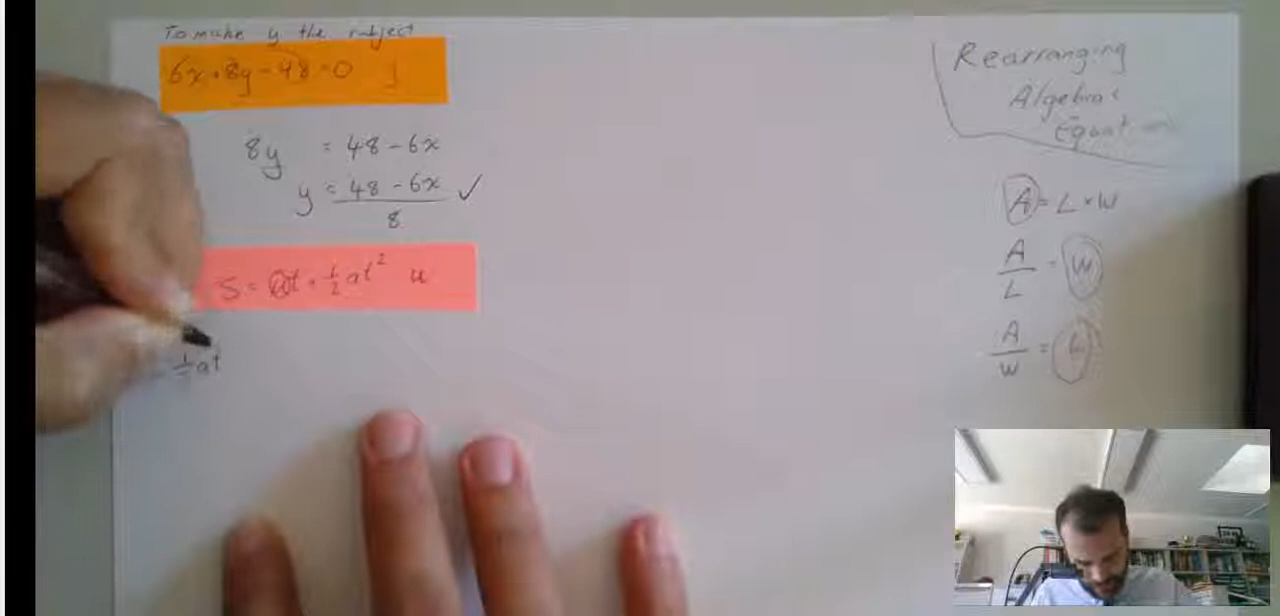 To make y the subject
6x + 8y - 48 = 0 y
8y = 48 - 6x
y = 48 - 6x ✓
8
S = ut + ½at² u
½at
Rearranging
Algebraic
Equations
A = L × W
A
L
= W
A
W
= L